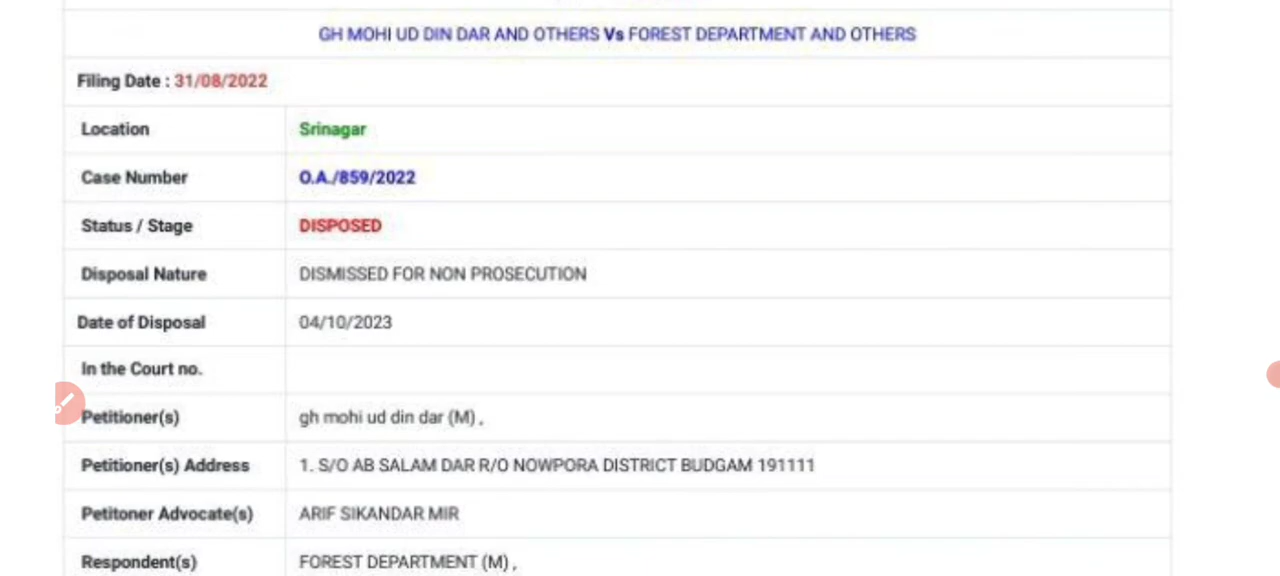 GH MOHI UD DIN DAR AND OTHERS Vs FOREST DEPARTMENT AND OTHERS
Filing Date : 31/08/2022
Location Srinagar
Case Number O.A./859/2022
Status / Stage DISPOSED
Disposal Nature DISMISSED FOR NON PROSECUTION
Date of Disposal 04/10/2023
In the Court no.
Petitioner(s) gh mohi ud din dar (M) ,
Petitioner(s) Address 1. S/O AB SALAM DAR R/O NOWPORA DISTRICT BUDGAM 191111
Petitoner Advocate(s) ARIF SIKANDAR MIR
Respondent(s) FOREST DEPARTMENT (M) ,